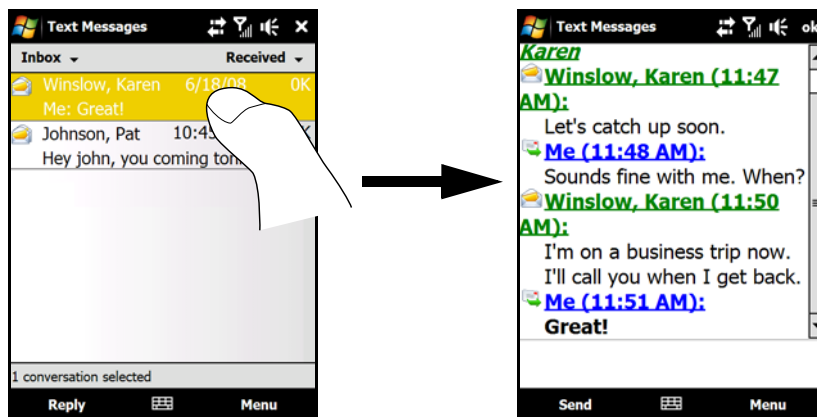 Text Messages
Inbox Received
Winslow, Karen 6/18/08 0K
Me: Great!
Johnson, Pat 10:45
Hey john, you coming
1 conversation selected
Reply Menu
Text Messages ok
Karen
Winslow, Karen (11:47
AM):
Let's catch up soon.
Me (11:48 AM):
Sounds fine with me. When?
Winslow, Karen (11:50
AM):
I'm on a business trip now.
I'll call you when I get back.
Me (11:51 AM):
Great!
Send Menu